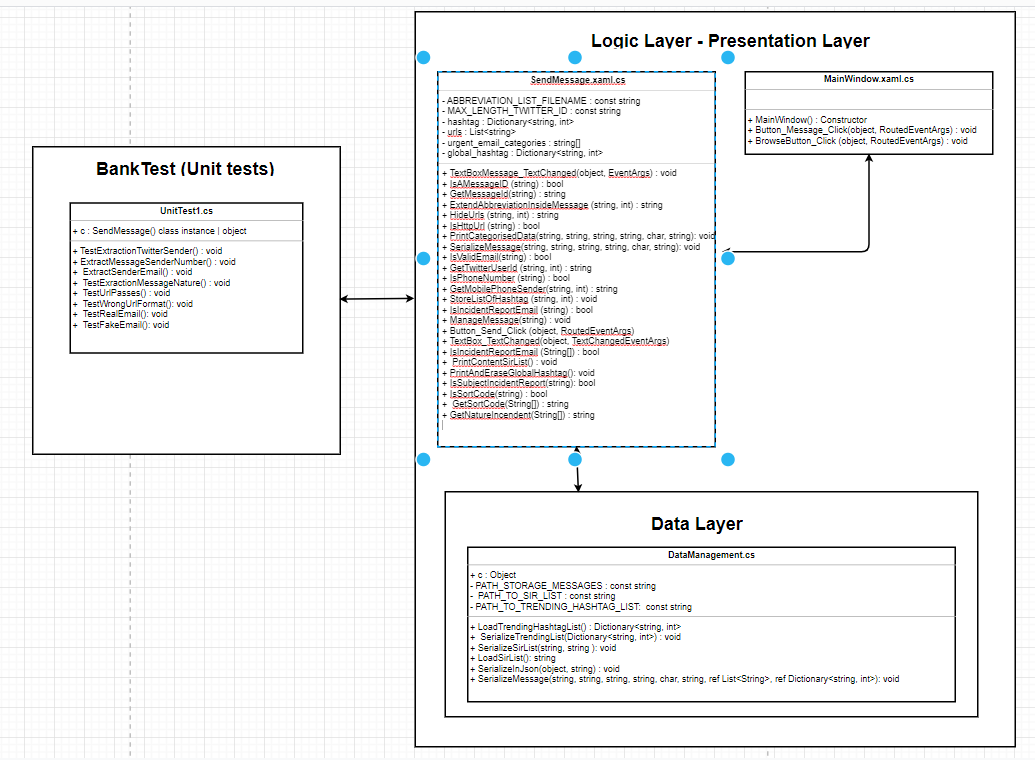 Logic Layer - Presentation Layer
SendMessage.xaml.cs
- ABBREVIATION_LIST_FILENAME : const string
- MAX_LENGTH_TWITTER_ID : const string
- hashtag : Dictionary<string, int>
- urls : List<string>
- urgent_email_categories : string[]
- global_hashtag : Dictionary<string, int>
+ TextBoxMessage_TextChanged(object, EventArgs) : void
+ IsAMessageID (string) : bool
+ GetMessageId(string) : string
+ ExtendAbbreviationInsideMessage (string, int) : string
+ HideUrls (string, int) : string
+ IsHttpUrl (string) : bool
+ PrintCategorisedData(string, string, string, string, char, string): void
+ SerializeMessage(string, string, string, string, char, string): void
+ IsValidEmail(string) : bool
+ GetTwitterUserId (string, int) : string
+ IsPhoneNumber (string) : bool
+ GetMobilePhoneSender(string, int) : string
+ StoreListOfHashtag (string, int) : void
+ IsIncidentReportEmail (string) : bool
+ ManageMessage(string) : void
+ Button_Send_Click (object, RoutedEventArgs)
+ TextBox_TextChanged(object, TextChangedEventArgs)
+ IsIncidentReportEmail (String[]) : bool
+ PrintContentSirList() : void
+ PrintAndEraseGlobalHashtag(): void
+ IsSubjectIncidentReport(string): bool
+ IsSortCode(string) : bool
+ GetSortCode(String[]) : string
+ GetNatureIncendent(String[]) : string
MainWindow.xaml.cs
+ MainWindow() : Constructor
+ Button_Message_Click(object, RoutedEventArgs) : void
+ BrowseButton_Click (object, RoutedEventArgs) : void
BankTest (Unit tests)
UnitTest1.cs
+ c : SendMessage() class instance | object
+ TestExtractionTwitterSender() : void
+ ExtractMessageSenderNumber() : void
+ ExtractSenderEmail() : void
+ TestExractionMessageNature() : void
+ TestUrlPasses() : void
+ TestWrongUrlFormat(): void
+ TestRealEmail(): void
+ TestFakeEmail(): void
Data Layer
DataManagement.cs
+ c : Object
- PATH_STORAGE_MESSAGES : const string
- PATH_TO_SIR_LIST : const string
- PATH_TO_TRENDING_HASHTAG_LIST: const string
+ LoadTrendingHashtagList() : Dictionary<string, int>
+ SerializeTrendingList(Dictionary<string, int>) : void
+ SerializeSirList(string, string ): void
+ LoadSirList(): string
+ SerializeInJson(object, string) : void
+ SerializeMessage(string, string, string, string, char, string, ref List<String>, ref Dictionary<string, int>): void